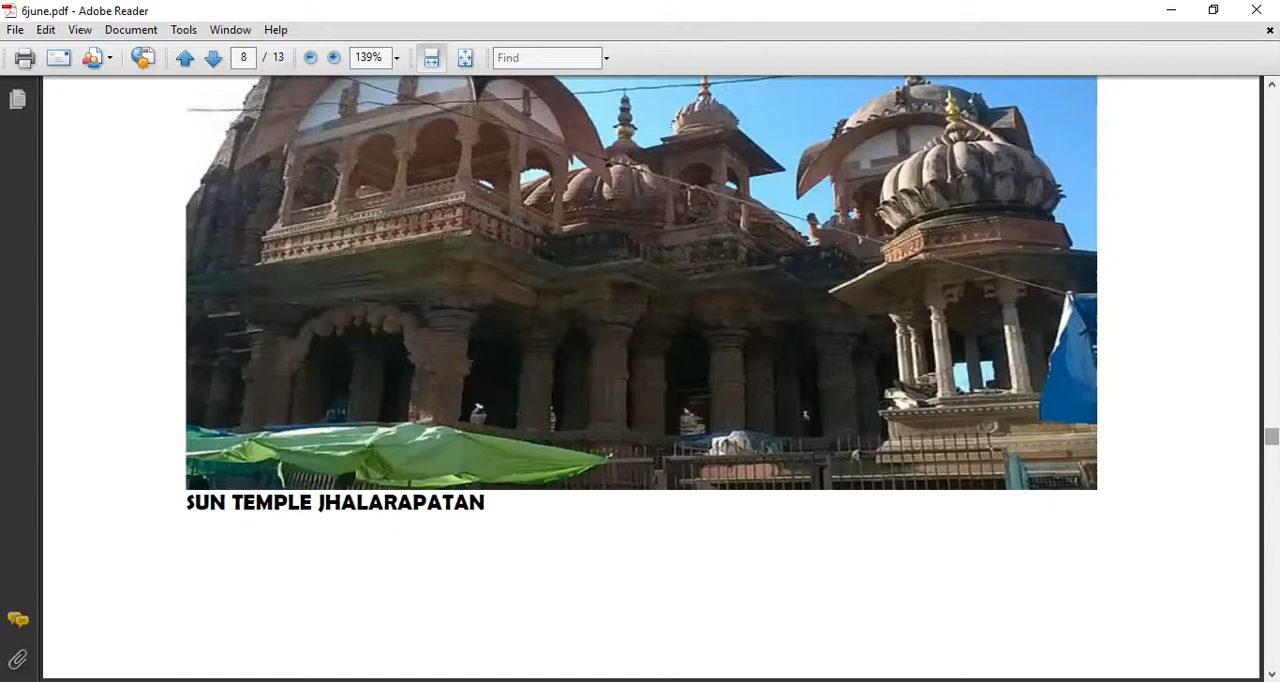 6june.pdf - Adobe Reader
File Edit View Document Tools Window Help
8 / 13 139% Find
SUN TEMPLE JHALARAPATAN